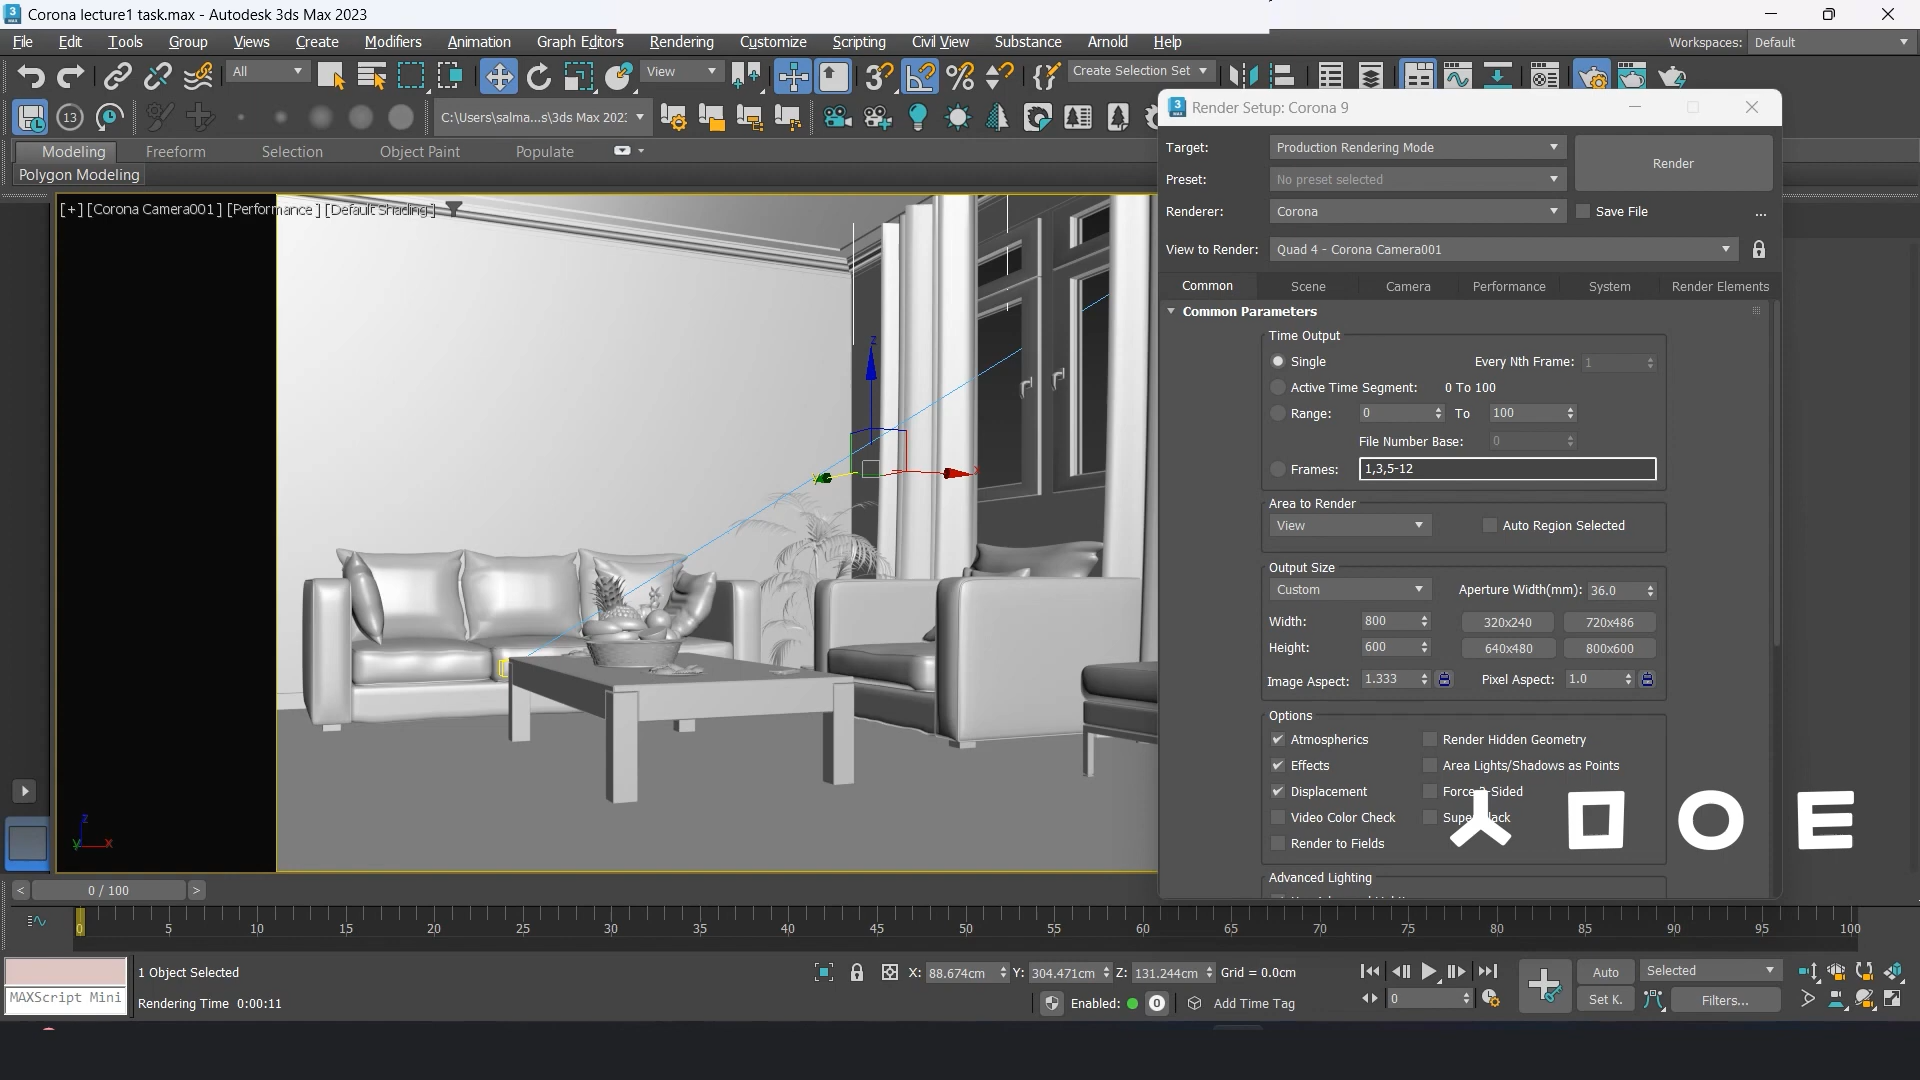 Corona lecture1 task.max - Autodesk 3ds Max 2023
File Edit Tools Group Views Create Modifiers Animation Graph Editors Rendering Customize Scripting Civil View Substance Arnold Help
Workspaces: Default
All
View
Create Selection Set
13
C:\Users\salma...s\3ds Max 202
Modeling Freeform Selection Object Paint Populate
Polygon Modeling
[+] [Corona Camera001] [Performance] [Default Shading]
z
x
y
z
y
x
Render Setup: Corona 9
Target: Production Rendering Mode
Render
Preset: No preset selected
Renderer: Corona
Save File
...
View to Render: Quad 4 - Corona Camera001
Common Scene Camera Performance System Render Elements
Common Parameters
Time Output
Single
Every Nth Frame: 1
Active Time Segment: 0 To 100
Range: 0 To 100
File Number Base: 0
Frames: 1,3,5-12
Area to Render
View
Auto Region Selected
Output Size
Custom
Aperture Width(mm): 36.0
Width: 800
320x240 720x486
Height: 600
640x480 800x600
Image Aspect: 1.333
Pixel Aspect: 1.0
Options
Atmospherics
Render Hidden Geometry
Effects
Area Lights/Shadows as Points
Displacement
Force 2-Sided
Video Color Check
Render to Fields
Advanced Lighting
< 0 / 100 >
0 5 10 15 20 25 30 35 40 45 50 55 60 65 70 75 80 85 90 95 100
1 Object Selected
X: 88.674cm Y: 304.471cm Z: 131.244cm Grid = 0.0cm
Auto Selected
MAXScript Mini
Rendering Time 0:00:11
Enabled: 0 Add Time Tag
0
Set K. Filters...